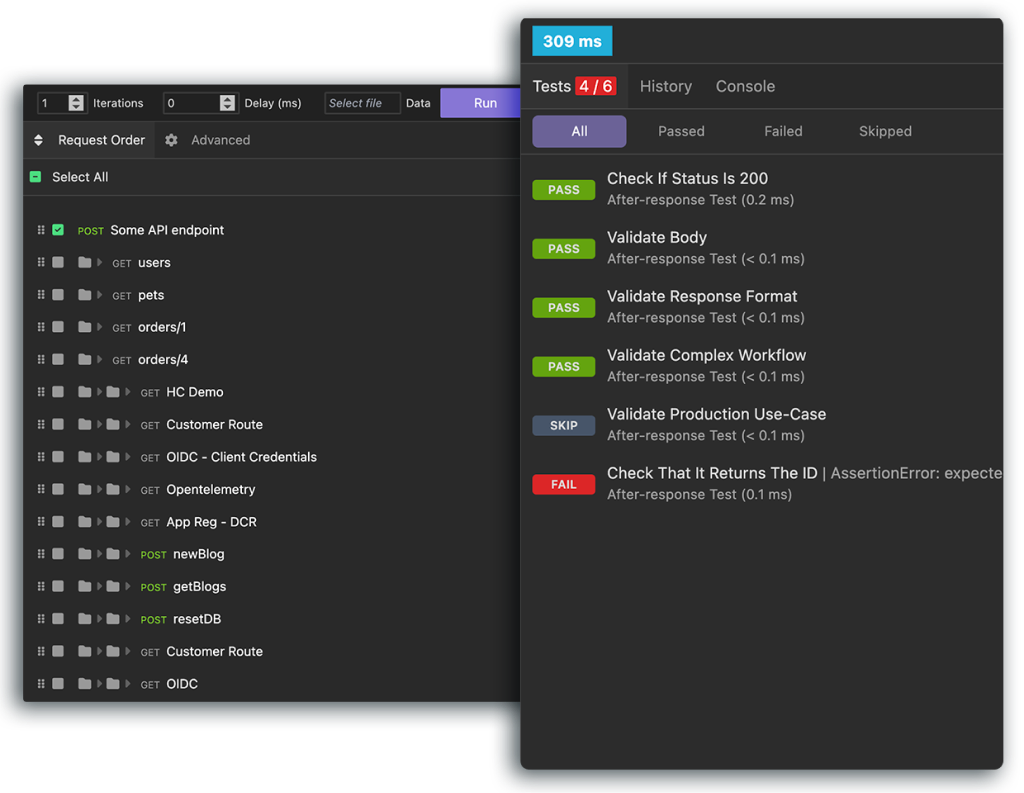 1 Iterations 0 Delay (ms) Select file Data Run
Request Order Advanced
Select All
POST Some API endpoint
GET users
GET pets
GET orders/1
GET orders/4
GET HC Demo
GET Customer Route
GET OIDC - Client Credentials
GET Opentelemetry
GET App Reg - DCR
POST newBlog
POST getBlogs
POST resetDB
GET Customer Route
GET OIDC
309 ms
Tests 4 / 6 History Console
All Passed Failed Skipped
PASS Check If Status Is 200
After-response Test (0.2 ms)
PASS Validate Body
After-response Test (< 0.1 ms)
PASS Validate Response Format
After-response Test (< 0.1 ms)
PASS Validate Complex Workflow
After-response Test (< 0.1 ms)
SKIP Validate Production Use-Case
After-response Test (< 0.1 ms)
FAIL Check That It Returns The ID | AssertionError: expecte
After-response Test (0.1 ms)